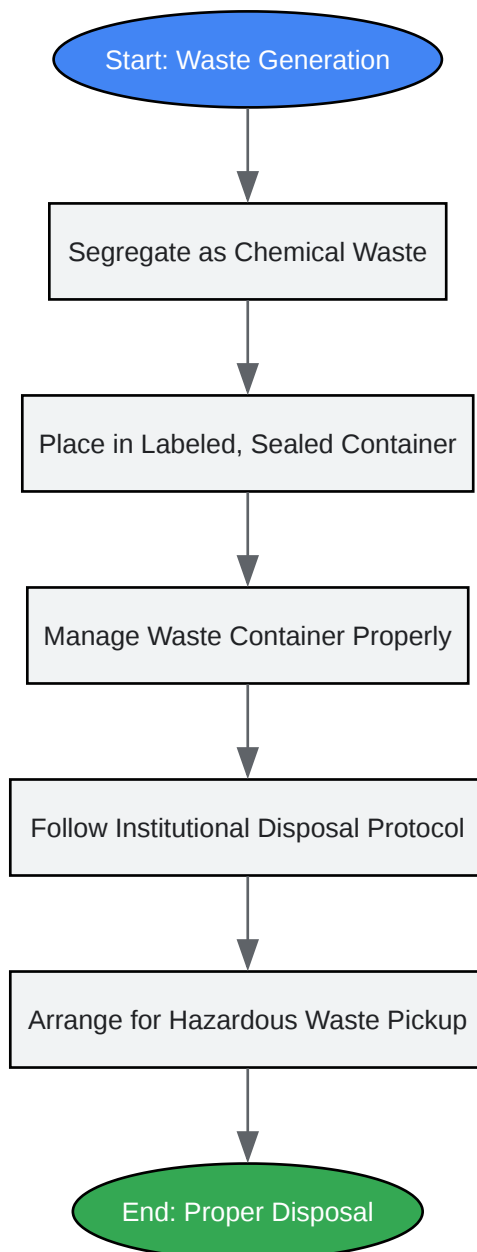 Start: Waste Generation
Segregate as Chemical Waste
Place in Labeled, Sealed Container
Manage Waste Container Properly
Follow Institutional Disposal Protocol
Arrange for Hazardous Waste Pickup
End: Proper Disposal